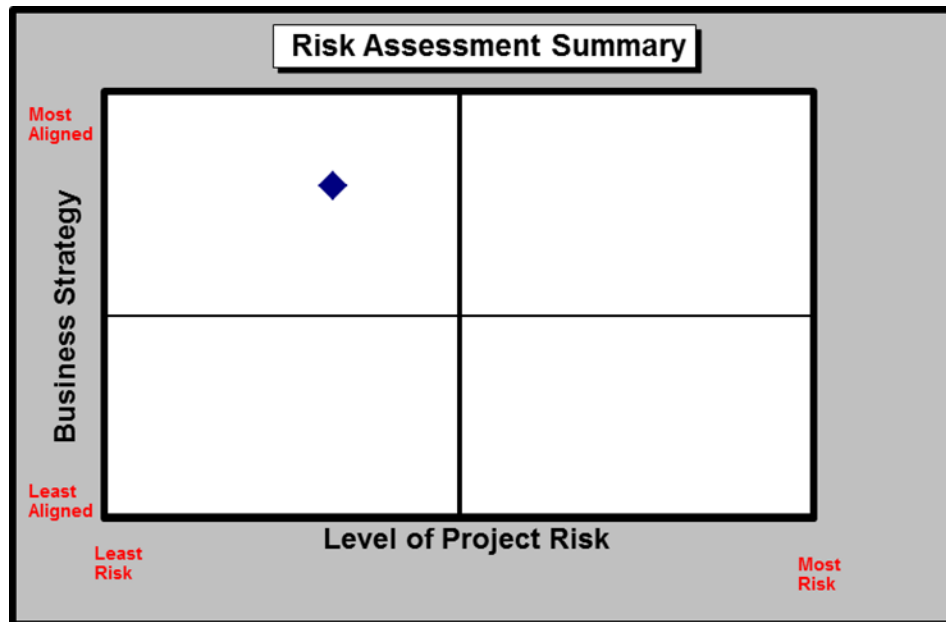 Risk Assessment Summary
Most
Aligned
Business Strategy
Least
Aligned
Level of Project Risk
Least
Risk
Most
Risk